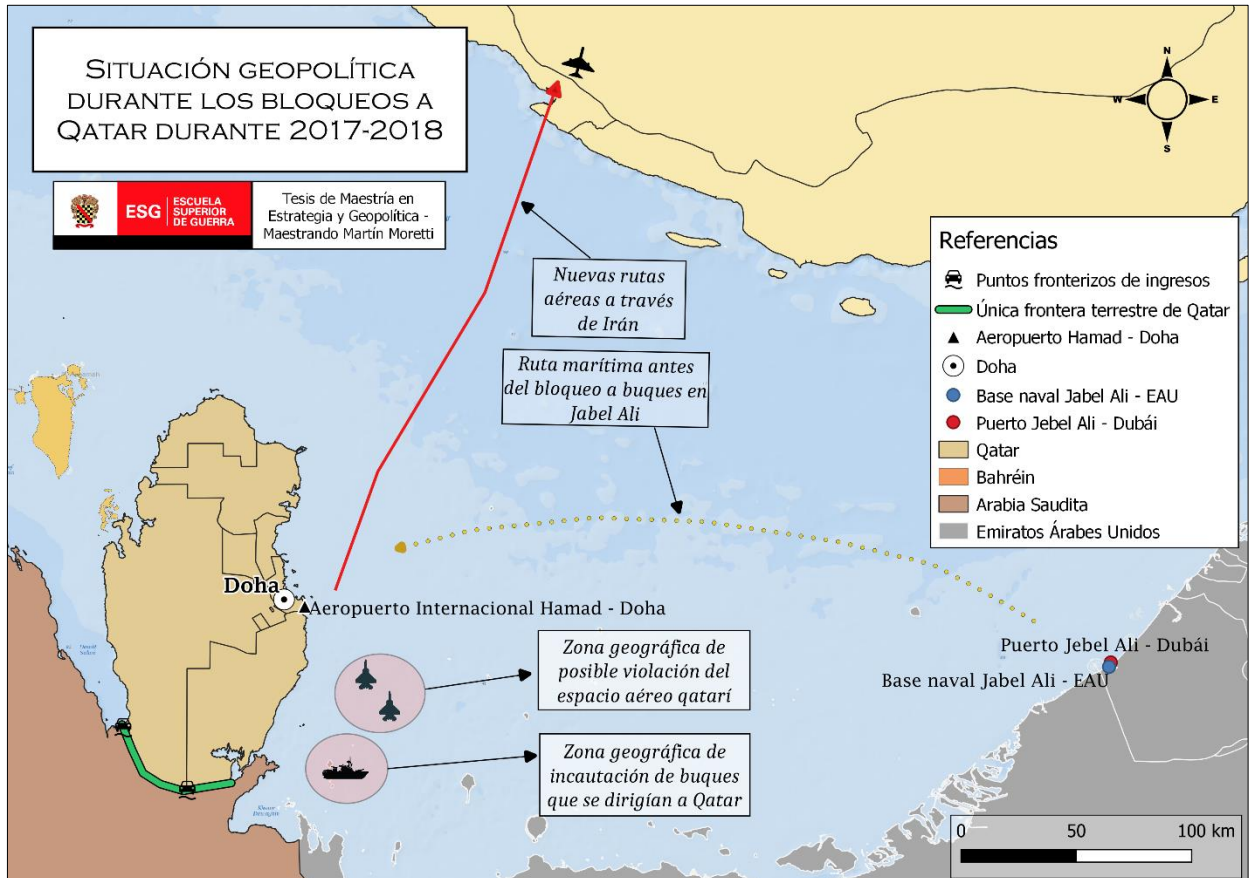 SITUACIÓN GEOPOLÍTICA
DURANTE LOS BLOQUEOS A
QATAR DURANTE 2017-2018
ESG
ESCUELA
SUPERIOR
DE GUERRA
Tesis de Maestría en
Estrategia y Geopolítica -
Maestrando Martín Moretti
N
W
E
S
Referencias
Puntos fronterizos de ingresos
Única frontera terrestre de Qatar
Aeropuerto Hamad - Doha
Doha
Base naval Jabel Ali - EAU
Puerto Jebel Ali - Dubái
Qatar
Bahréin
Arabia Saudita
Emiratos Árabes Unidos
Nuevas rutas
aéreas a través
de Irán
Ruta marítima antes
del bloqueo a buques en
Jabel Ali
Doha
Aeropuerto Internacional Hamad - Doha
Zona geográfica de
posible violación del
espacio aéreo qatarí
Puerto Jebel Ali - Dubái
Base naval Jabel Ali - EAU
Zona geográfica de
incautación de buques
que se dirigían a Qatar
0 50 100 km